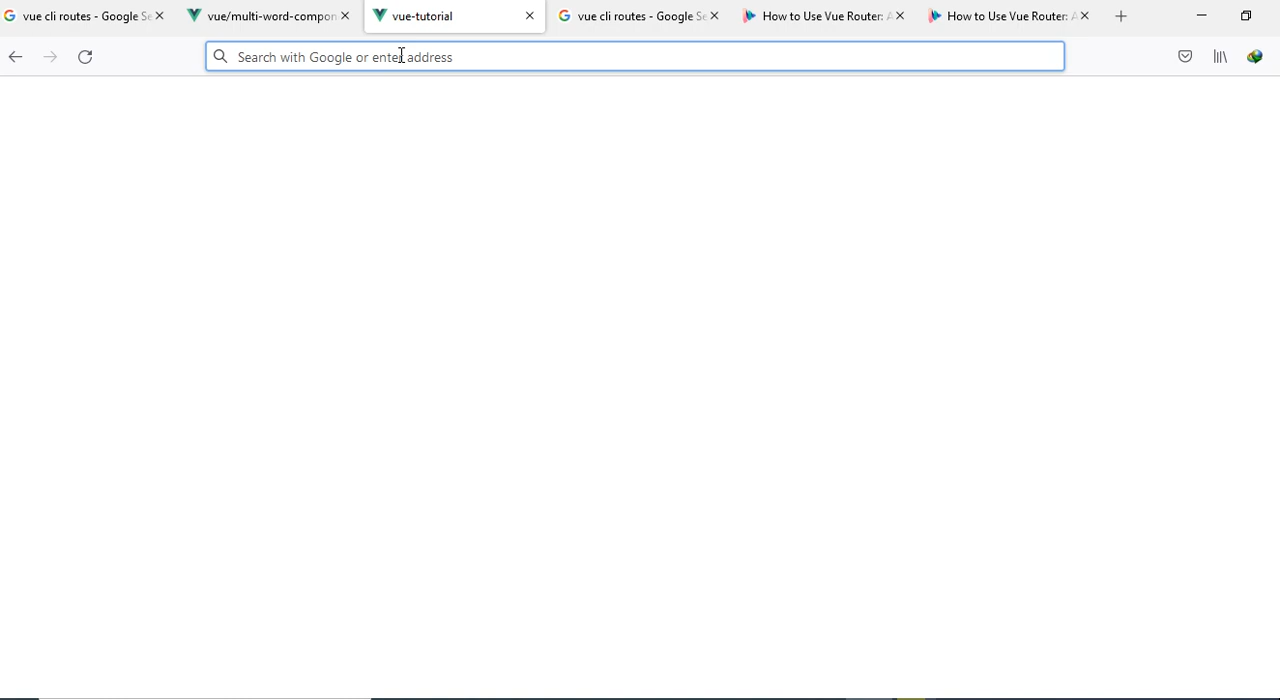 vue cli routes - Google Se
vue/multi-word-compon
vue-tutorial
vue cli routes - Google Se
How to Use Vue Router: A
How to Use Vue Router: A
Search with Google or enter address